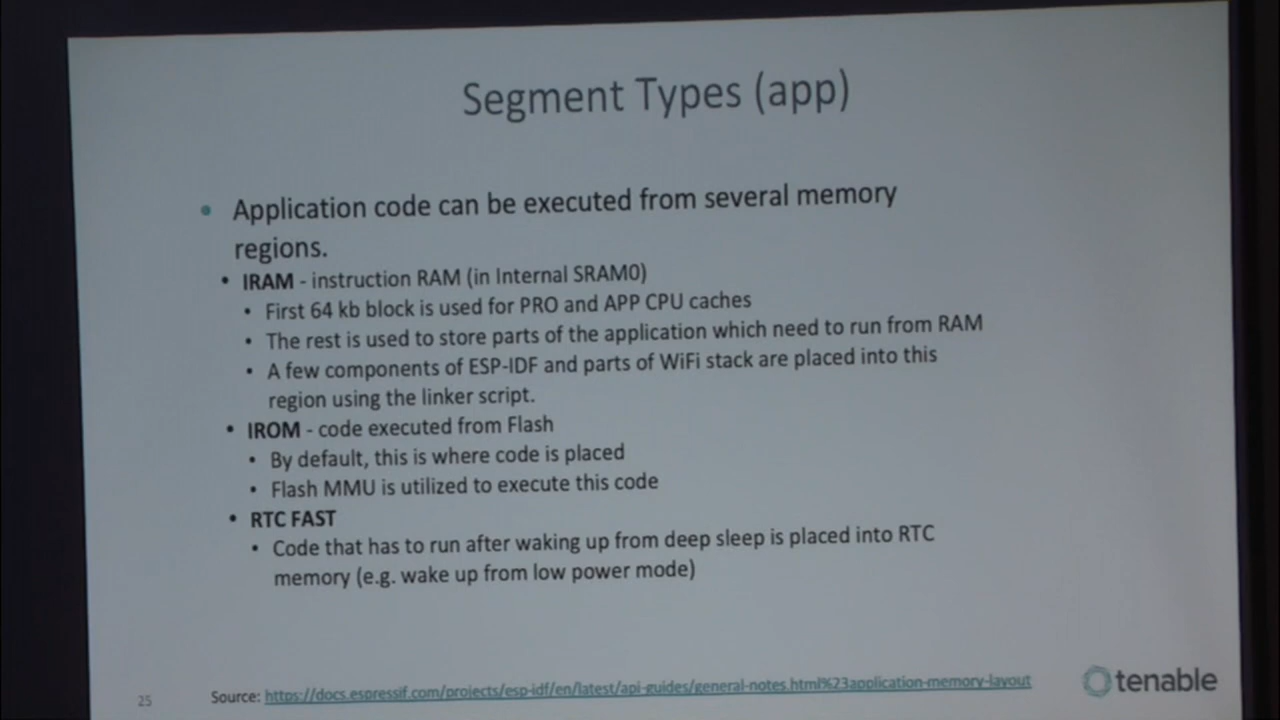 Segment Types (app)
• Application code can be executed from several memory
regions.
• IRAM - instruction RAM (in Internal SRAM0)
• First 64 kb block is used for PRO and APP CPU caches
• The rest is used to store parts of the application which need to run from RAM
• A few components of ESP-IDF and parts of WiFi stack are placed into this
region using the linker script.
• IROM - code executed from Flash
• By default, this is where code is placed
• Flash MMU is utilized to execute this code
• RTC FAST
• Code that has to run after waking up from deep sleep is placed into RTC
memory (e.g. wake up from low power mode)
25
Source: https://docs.espressif.com/projects/esp-idf/en/latest/api-guides/general-notes.html%23application-memory-layout
tenable